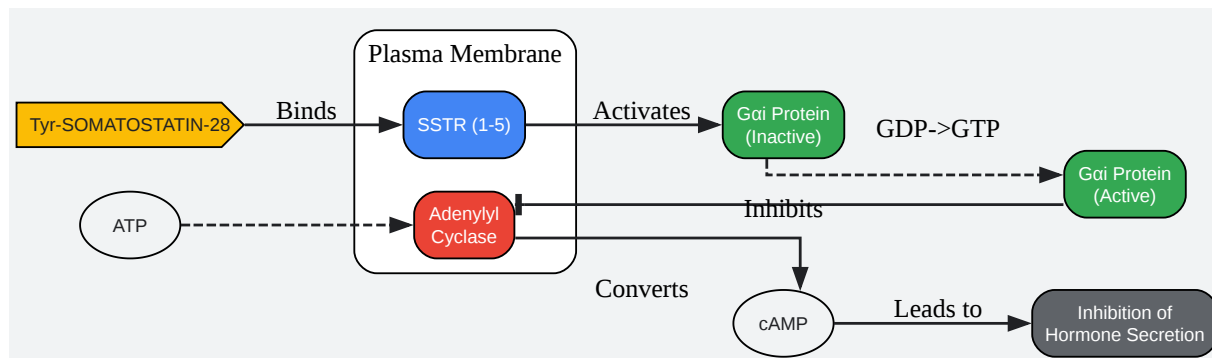 Plasma Membrane
Tyr-SOMATOSTATIN-28
Binds
SSTR (1-5)
Activates
Gαi Protein
(Inactive)
GDP->GTP
Gαi Protein
(Active)
Inhibits
ATP
Adenylyl
Cyclase
Converts
cAMP
Leads to
Inhibition of
Hormone Secretion